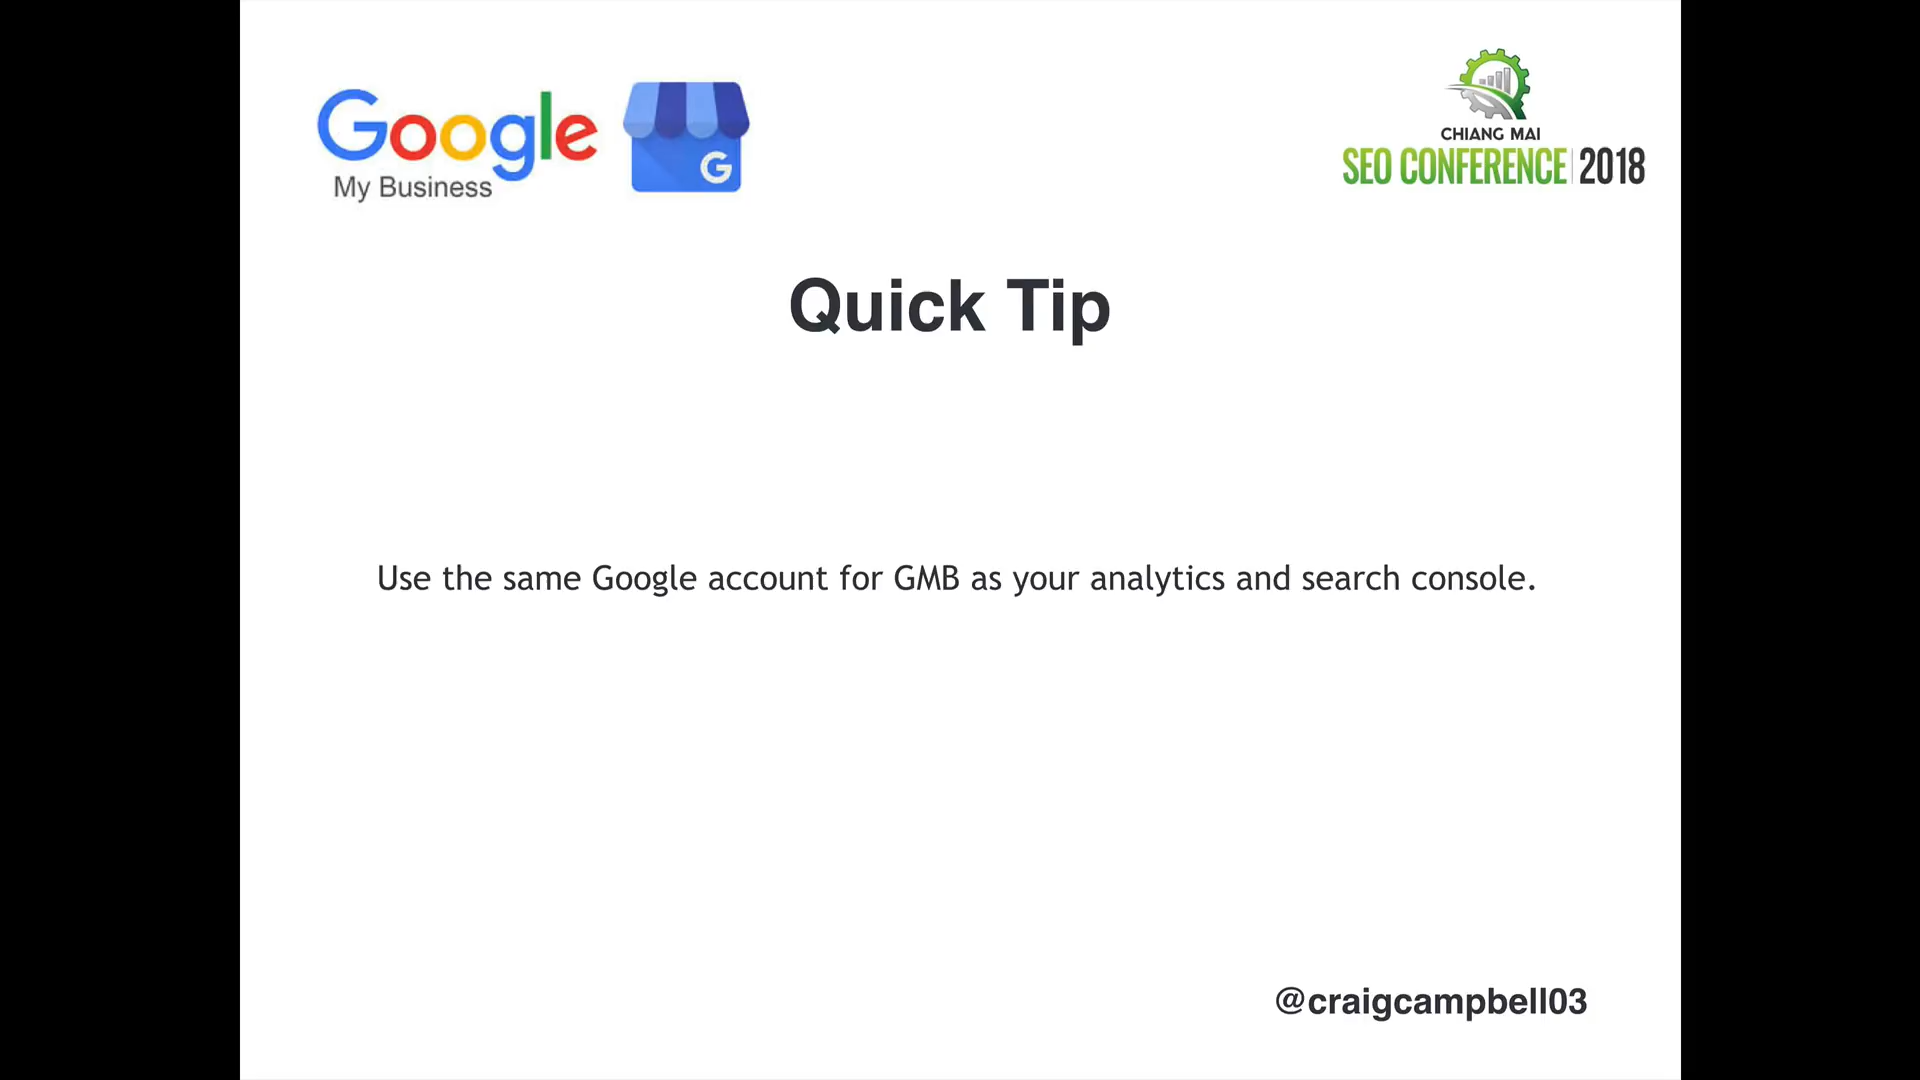 Google
My Business
G
CHIANG MAI
SEO CONFERENCE 2018
Quick Tip
Use the same Google account for GMB as your analytics and search console.
@craigcampbell03